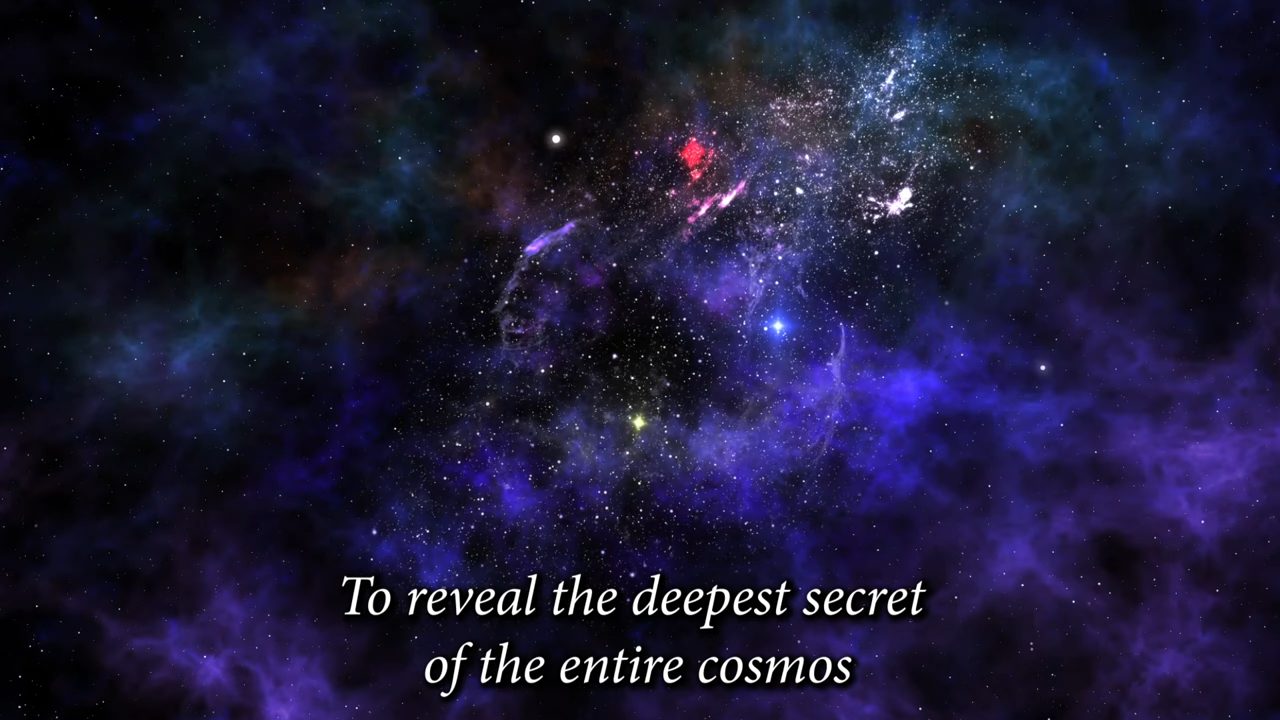 To reveal the deepest secret
of the entire cosmos